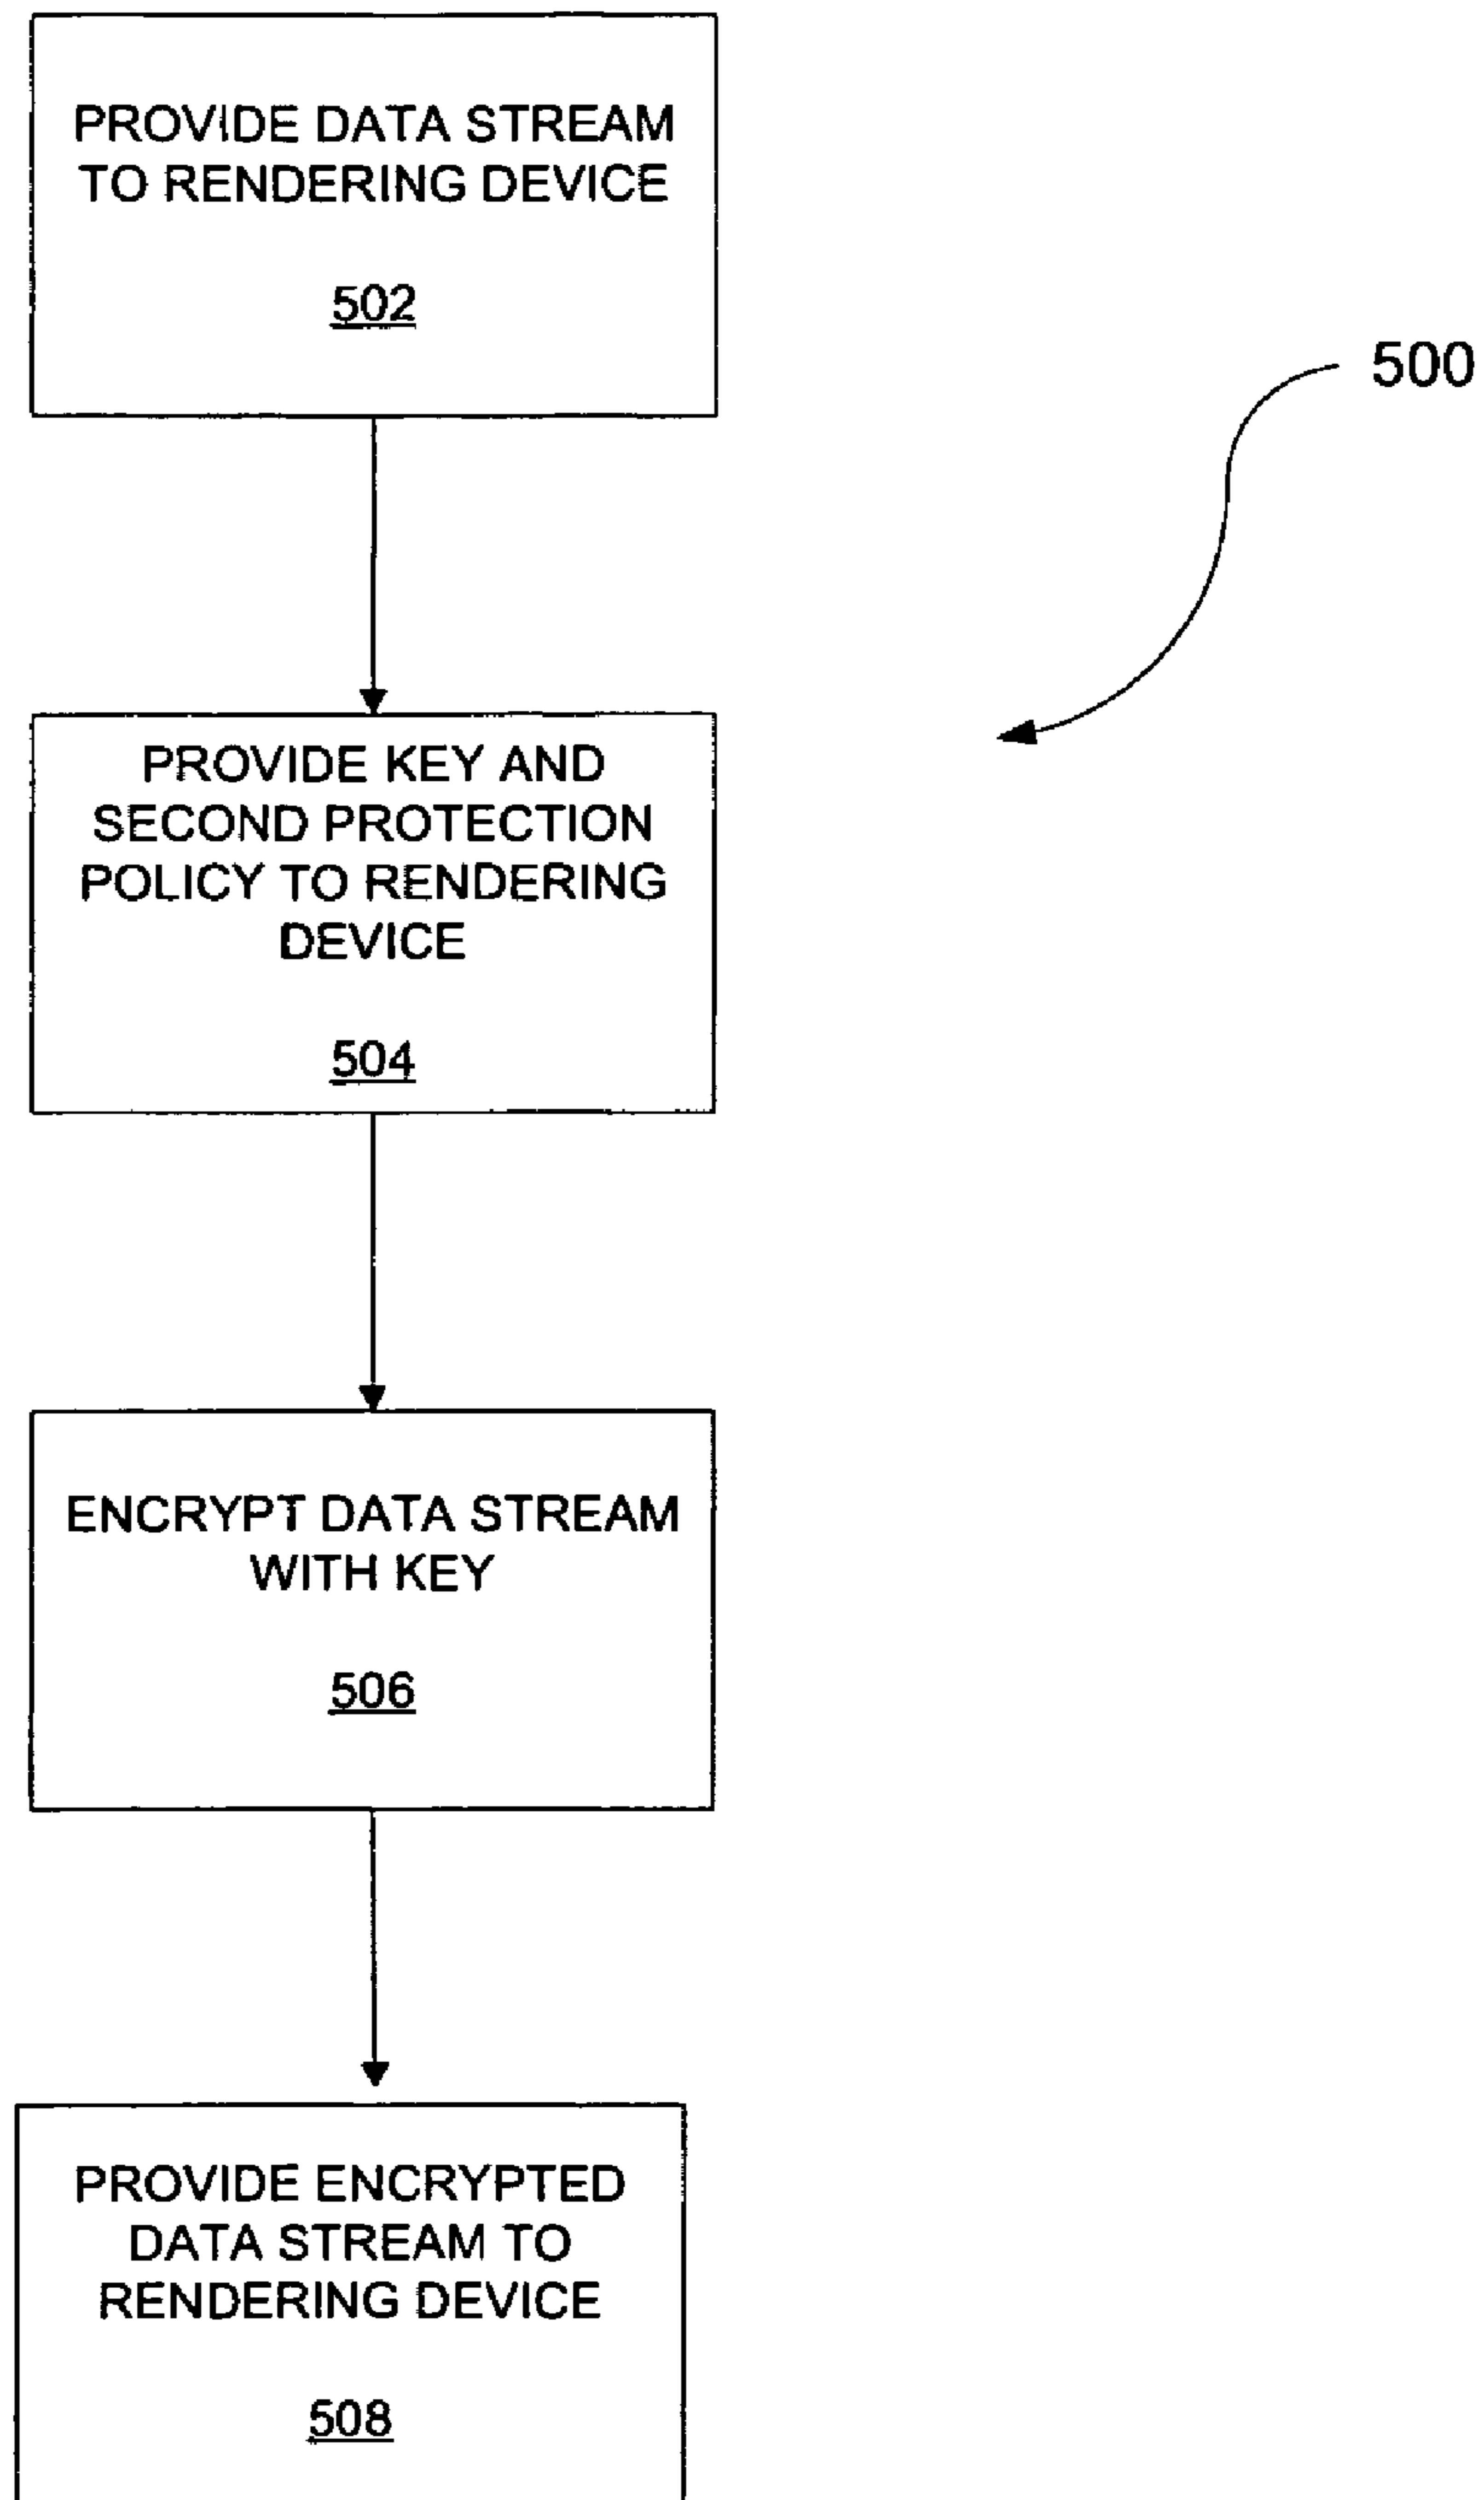 PROVIDE DATA STREAM
TO RENDERING DEVICE
502
500
PROVIDE KEY AND
SECOND PROTECTION
POLICY TO RENDERING
DEVICE
504
ENCRYPT DATA STREAM
WITH KEY
506
PROVIDE ENCRYPTED
DATA STREAM TO
RENDERING DEVICE
508